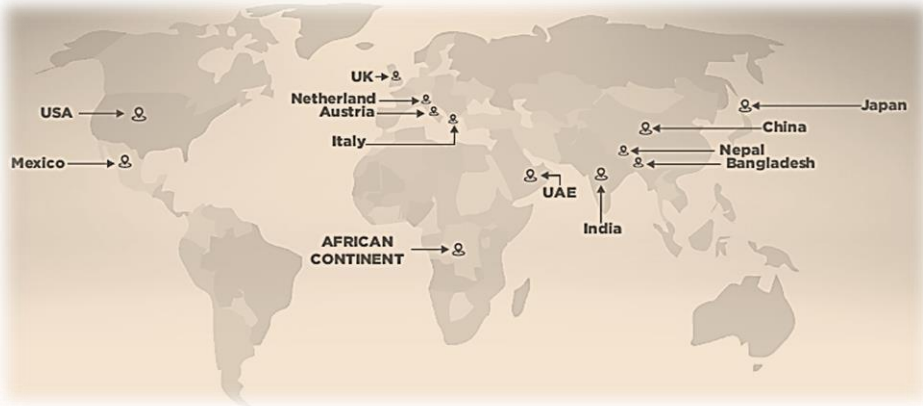 UK
Netherland
Austria
USA
Japan
China
Italy
Nepal
Mexico
Bangladesh
UAE
India
AFRICAN
CONTINENT